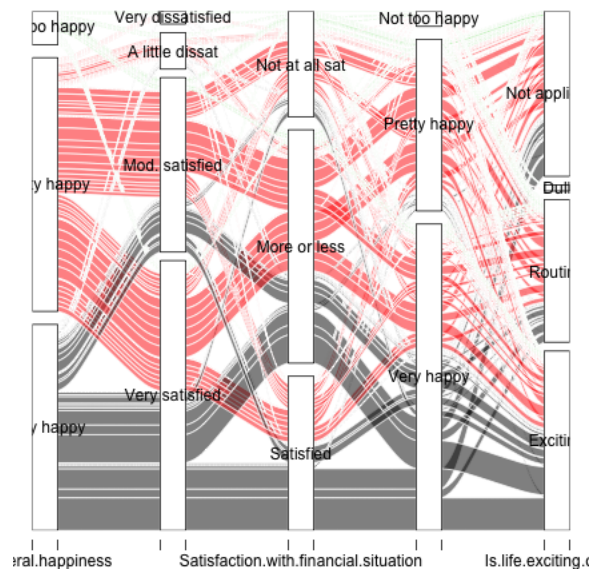 oo happy
y happy
y happy
Very dissatisfied
A little dissat
Mod. satisfied
Very satisfied
Not at all sat
More or less
Satisfied
Not too happy
Pretty happy
Very happy
Not appli
Dull
Routin
Excitin
eral.happiness
Satisfaction.with.financial.situation
Is.life.exciting.o